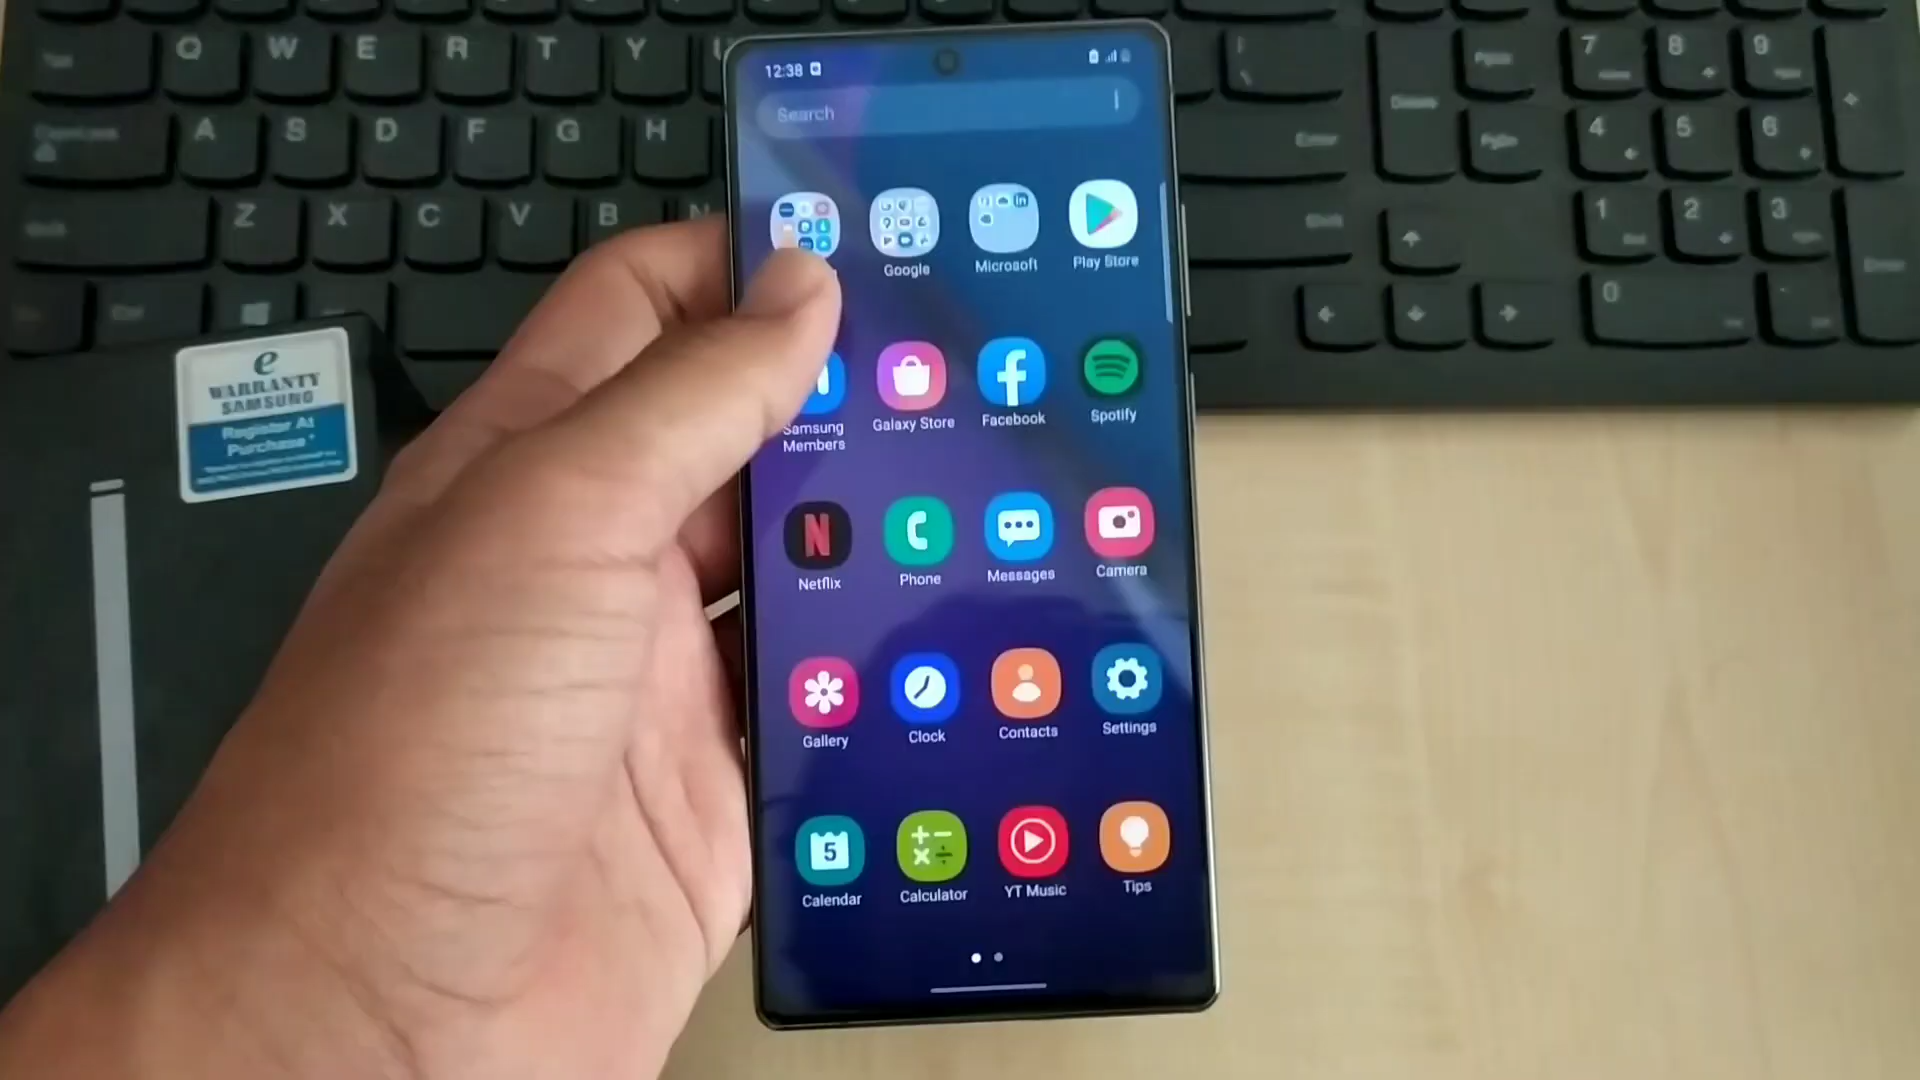 Q W E R T Y
7 8 9
A S D F G H
Enter
4 5 6
Z X C V B N
1 2 3
0
e
WARRANTY
SAMSUNG
Register At
Purchase*
12:38
Search
Google
Microsoft
Play Store
Samsung
Members
Galaxy Store
Facebook
Spotify
N
Netflix
Phone
Messages
Camera
Gallery
Clock
Contacts
Settings
5
Calendar
Calculator
YT Music
Tips